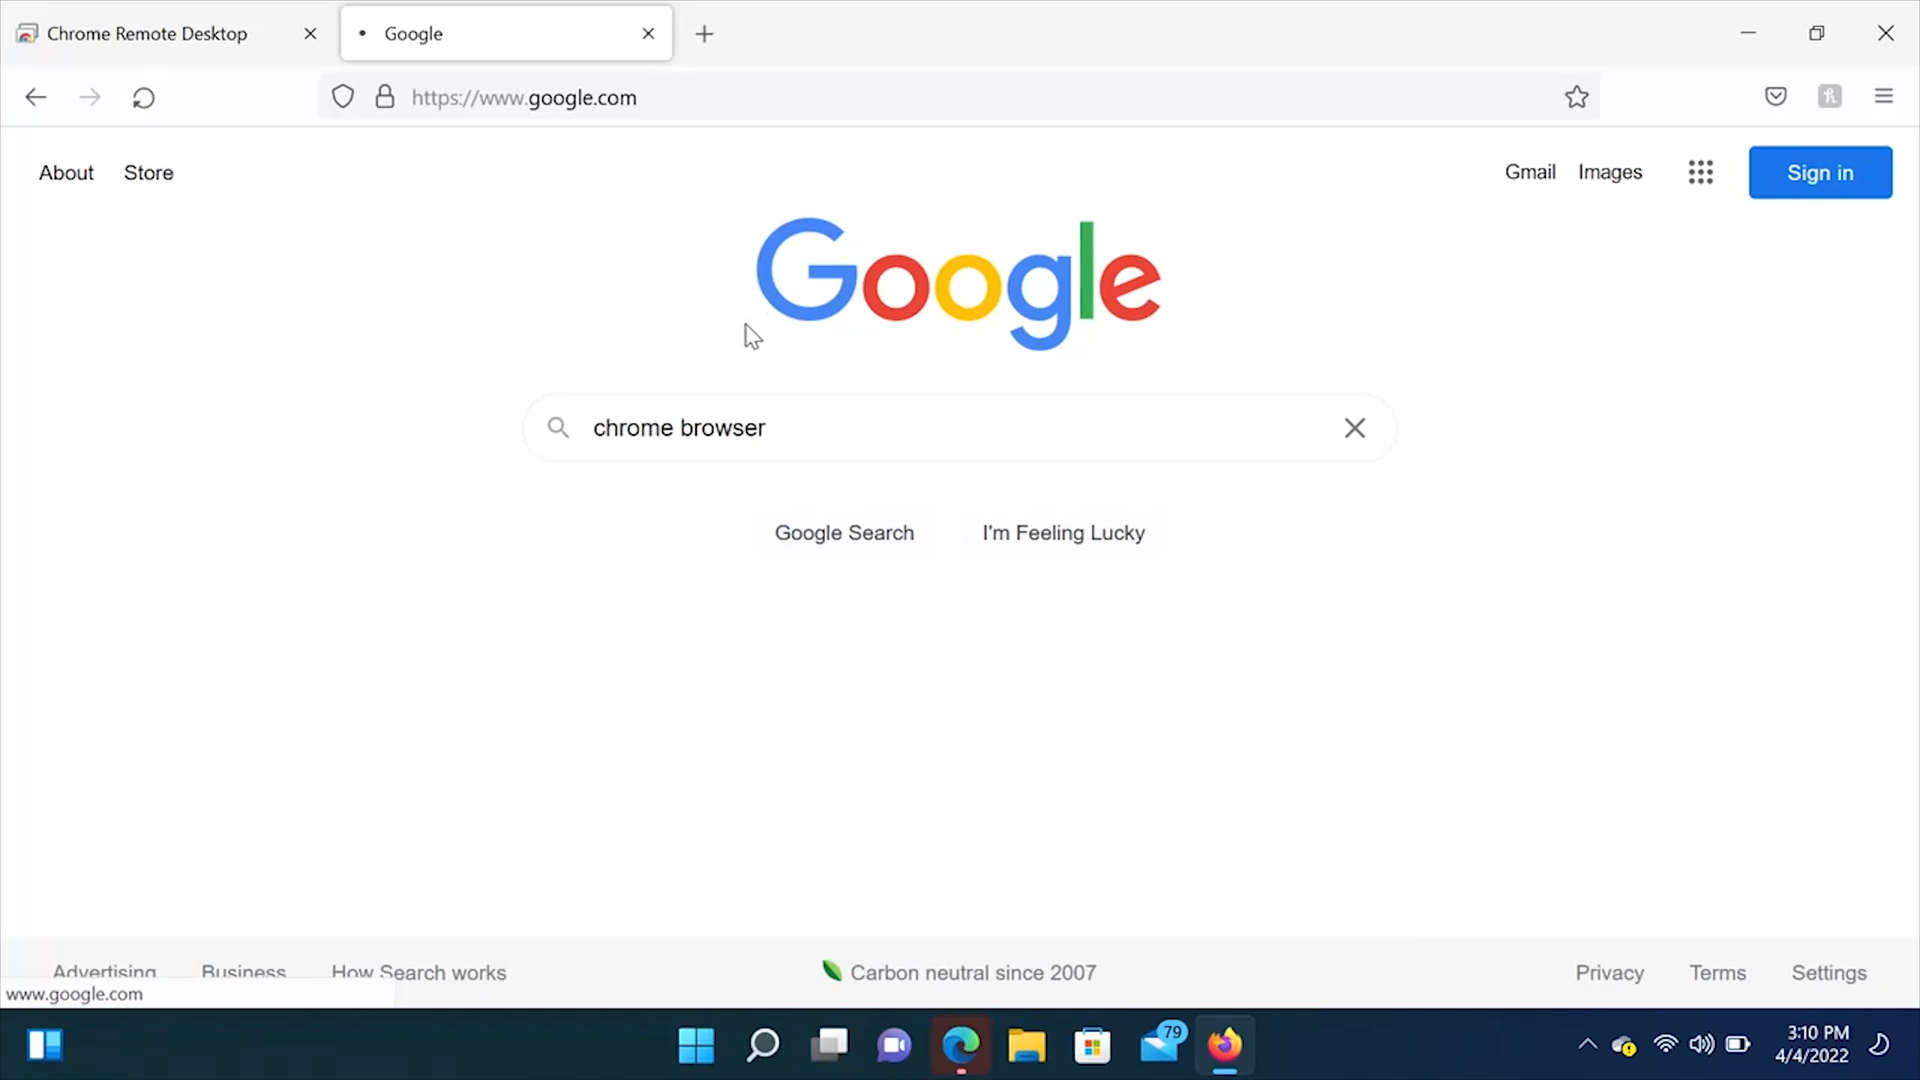 Chrome Remote Desktop
Google
https://www.google.com
About Store
Gmail Images Sign in
Google
chrome browser
Google Search I'm Feeling Lucky
Advertising Business How Search works
Carbon neutral since 2007
Privacy Terms Settings
www.google.com
79
3:10 PM
4/4/2022